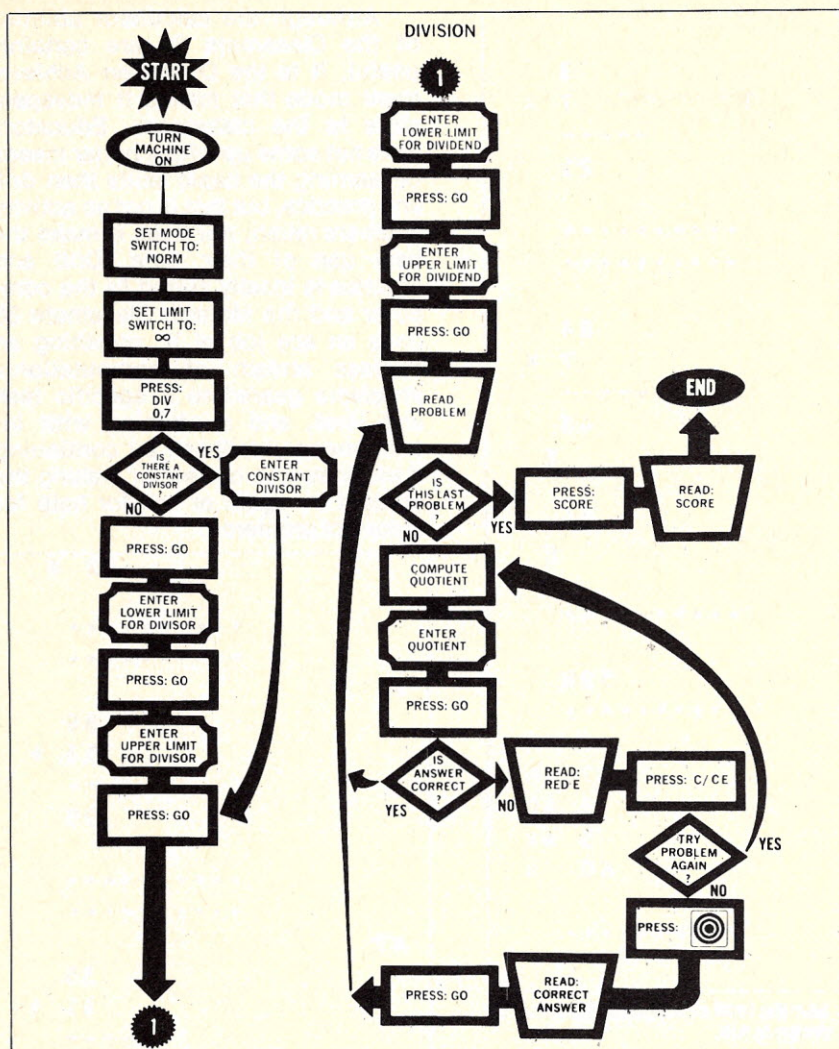 START
TURN
MACHINE
ON
SET MODE
SWITCH TO:
NORM
SET LIMIT
SWITCH TO:
∞
PRESS:
DIV
0,7
IS
THERE A
CONSTANT
DIVISOR
?
YES
ENTER
CONSTANT
DIVISOR
NO
PRESS: GO
ENTER
LOWER LIMIT
FOR DIVISOR
PRESS: GO
ENTER
UPPER LIMIT
FOR DIVISOR
PRESS: GO
1
DIVISION
1
ENTER
LOWER LIMIT
FOR DIVIDEND
PRESS: GO
ENTER
UPPER LIMIT
FOR DIVIDEND
PRESS: GO
READ
PROBLEM
IS
THIS LAST
PROBLEM
?
YES
PRESS:
SCORE
READ:
SCORE
END
NO
COMPUTE
QUOTIENT
ENTER
QUOTIENT
PRESS: GO
IS
ANSWER
CORRECT
?
YES
NO
READ:
RED E
PRESS: C/CE
TRY
PROBLEM
AGAIN
?
YES
NO
PRESS:
READ:
CORRECT
ANSWER
PRESS: GO